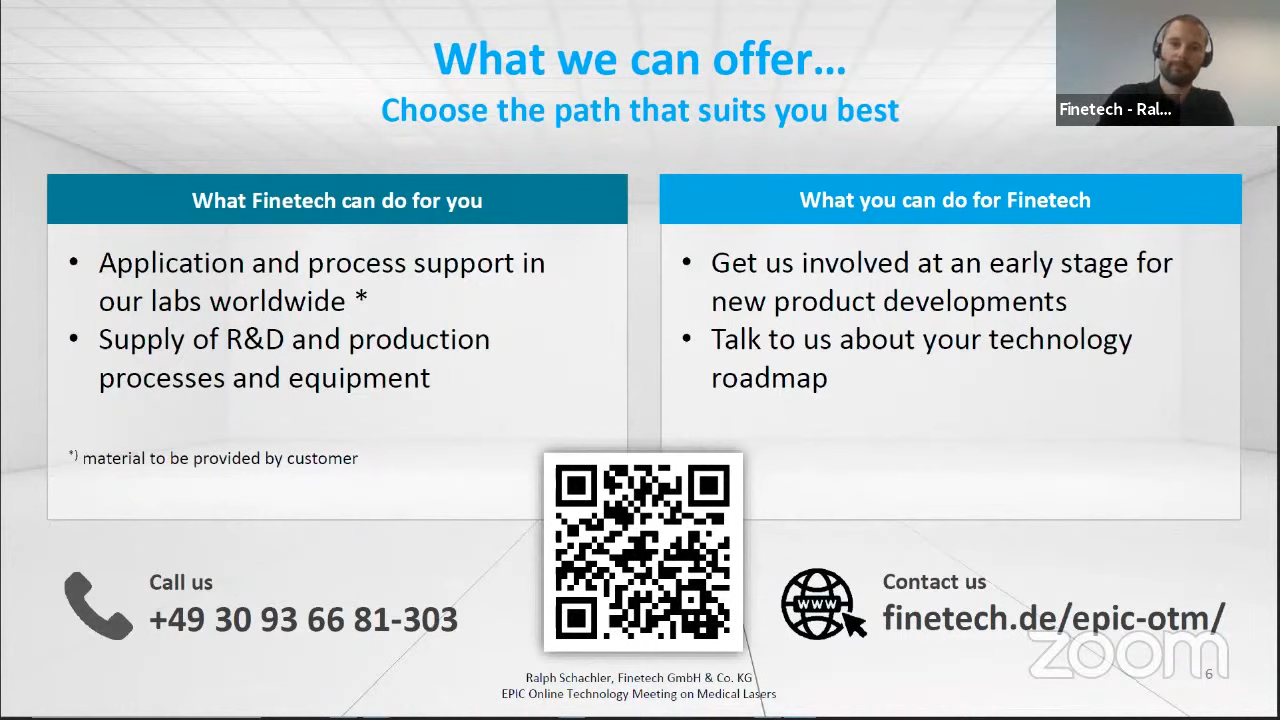 What we can offer…
Choose the path that suits you best
Finetech - Ral...
What Finetech can do for you
• Application and process support in
our labs worldwide *
• Supply of R&D and production
processes and equipment
*) material to be provided by customer
What you can do for Finetech
• Get us involved at an early stage for
new product developments
• Talk to us about your technology
roadmap
Call us
+49 30 93 66 81-303
WWW
Contact us
finetech.de/epic-otm/
zoom
Ralph Schachler, Finetech GmbH & Co. KG
EPIC Online Technology Meeting on Medical Lasers
6